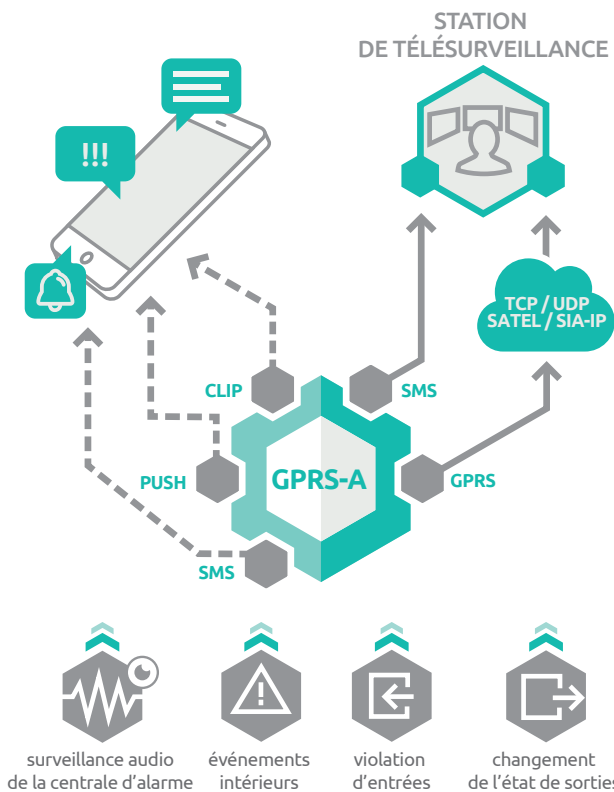 STATION
DE TÉLÉSURVEILLANCE
!!!
TCP / UDP
SATEL / SIA-IP
CLIP
SMS
PUSH
GPRS-A
GPRS
SMS
surveillance audio
de la centrale d'alarme
événements
intérieurs
violation
d'entrées
changement
de l'état de sorties